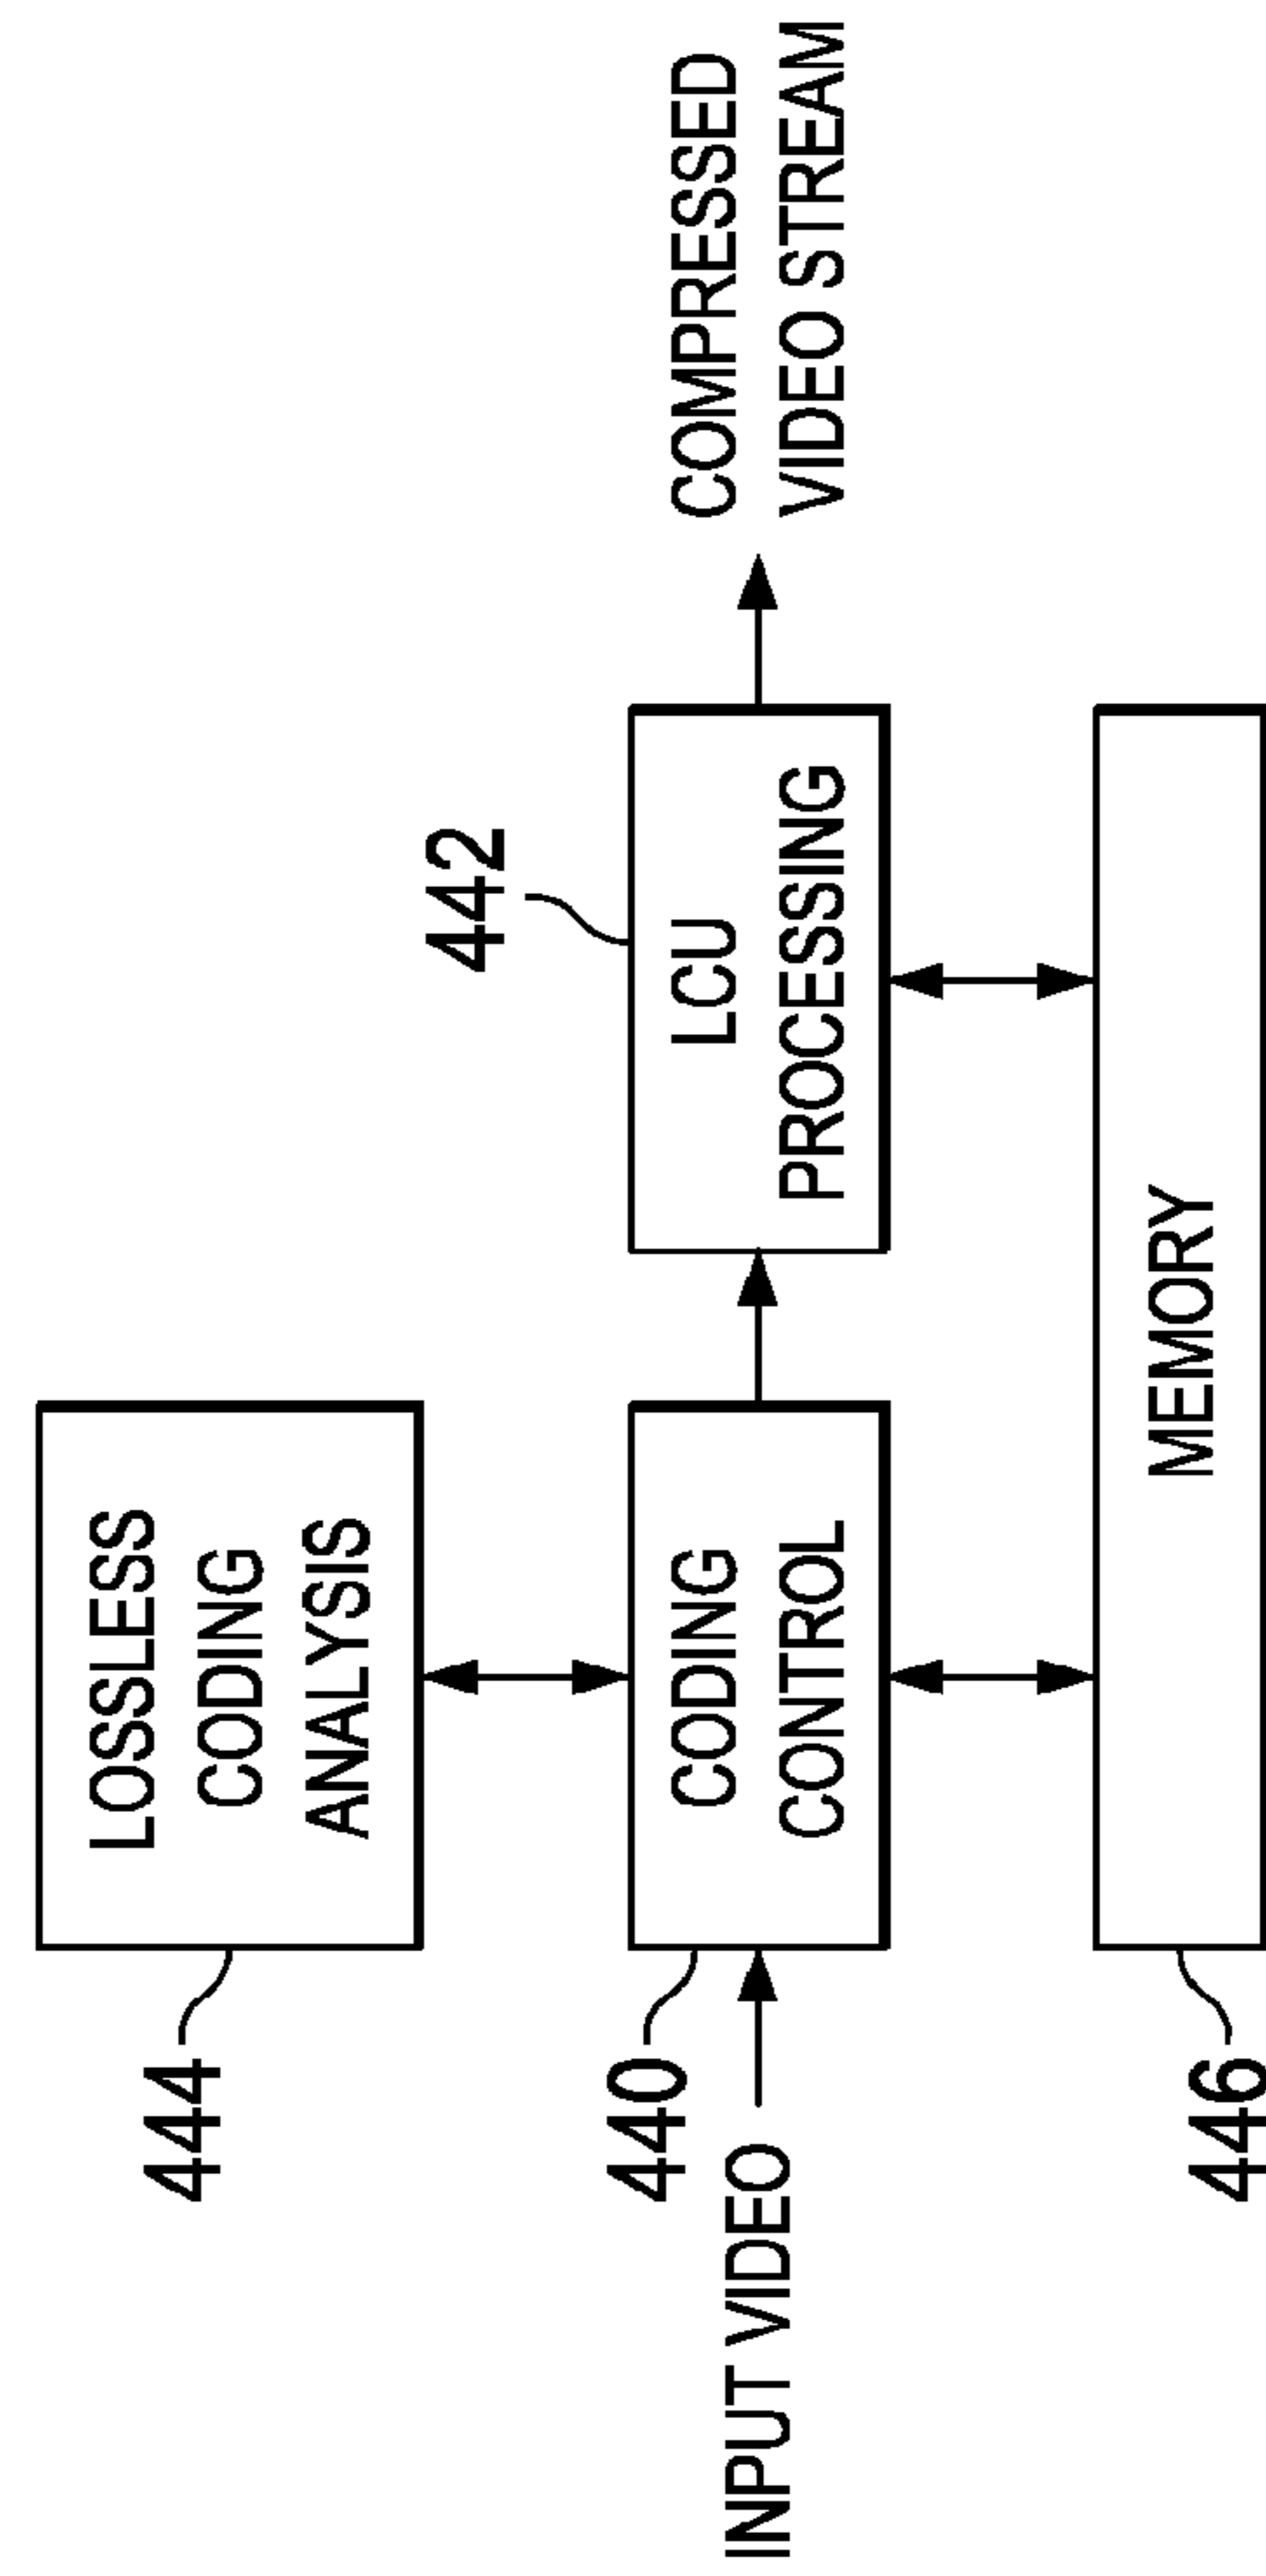 444
LOSSLESS
CODING
ANALYSIS
442
INPUT VIDEO
440
CODING
CONTROL
LCU
PROCESSING
COMPRESSED
VIDEO STREAM
446
MEMORY